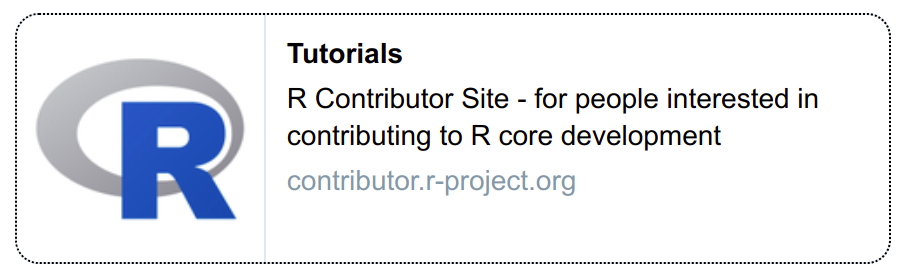 R
Tutorials
R Contributor Site - for people interested in
contributing to R core development
contributor.r-project.org